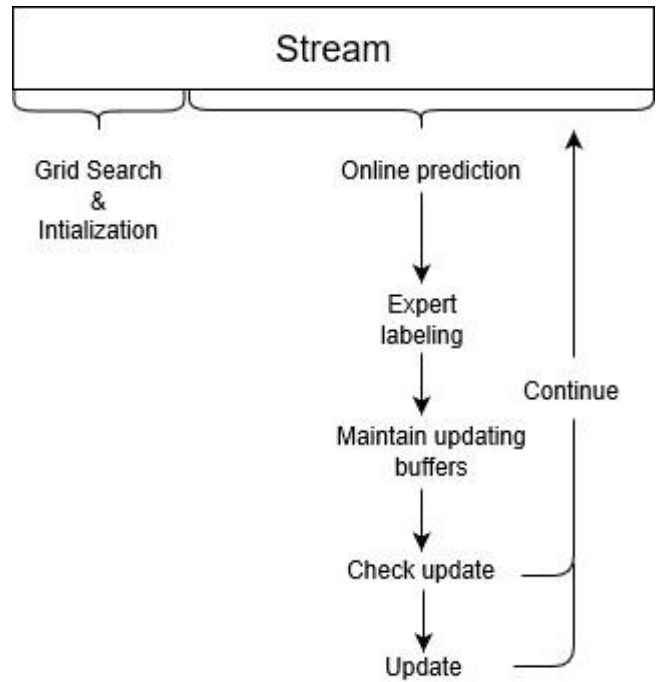 Stream
Grid Search
&
Intialization
Online prediction
Expert
labeling
Continue
Maintain updating
buffers
Check update
Update